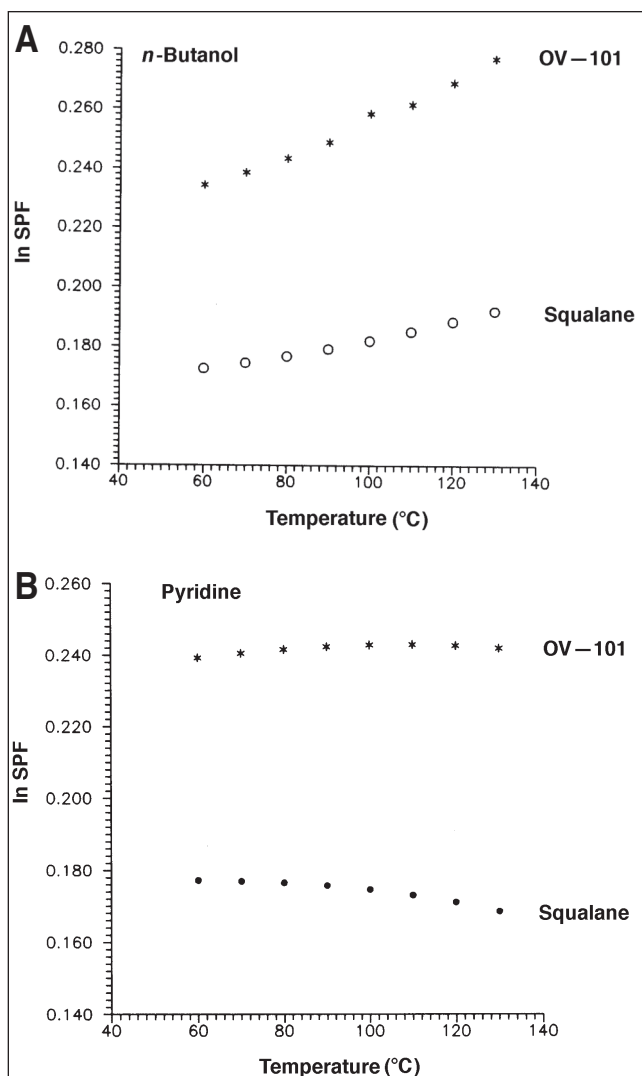 A
n-Butanol
OV—101
0.280
0.260
0.240
0.220
0.200
0.180
0.160
0.140
ln SPF
Squalane
40 60 80 100 120 140
Temperature (°C)
B
Pyridine
0.260
0.240
0.220
0.200
0.180
0.160
0.140
ln SPF
OV—101
Squalane
40 60 80 100 120 140
Temperature (°C)